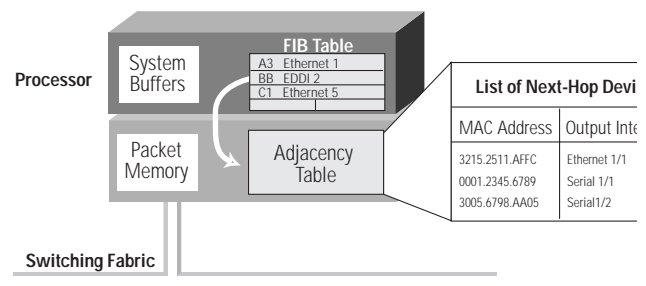 FIB Table
System Buffers
A3 Ethernet 1
BB EDDI 2
C1 Ethernet 5
Processor
List of Next-Hop Devi
MAC Address Output Inte
3215.2511.AFFC Ethernet 1/1
0001.2345.6789 Serial 1/1
3005.6798.AA05 Serial1/2
Packet Memory
Adjacency Table
Switching Fabric